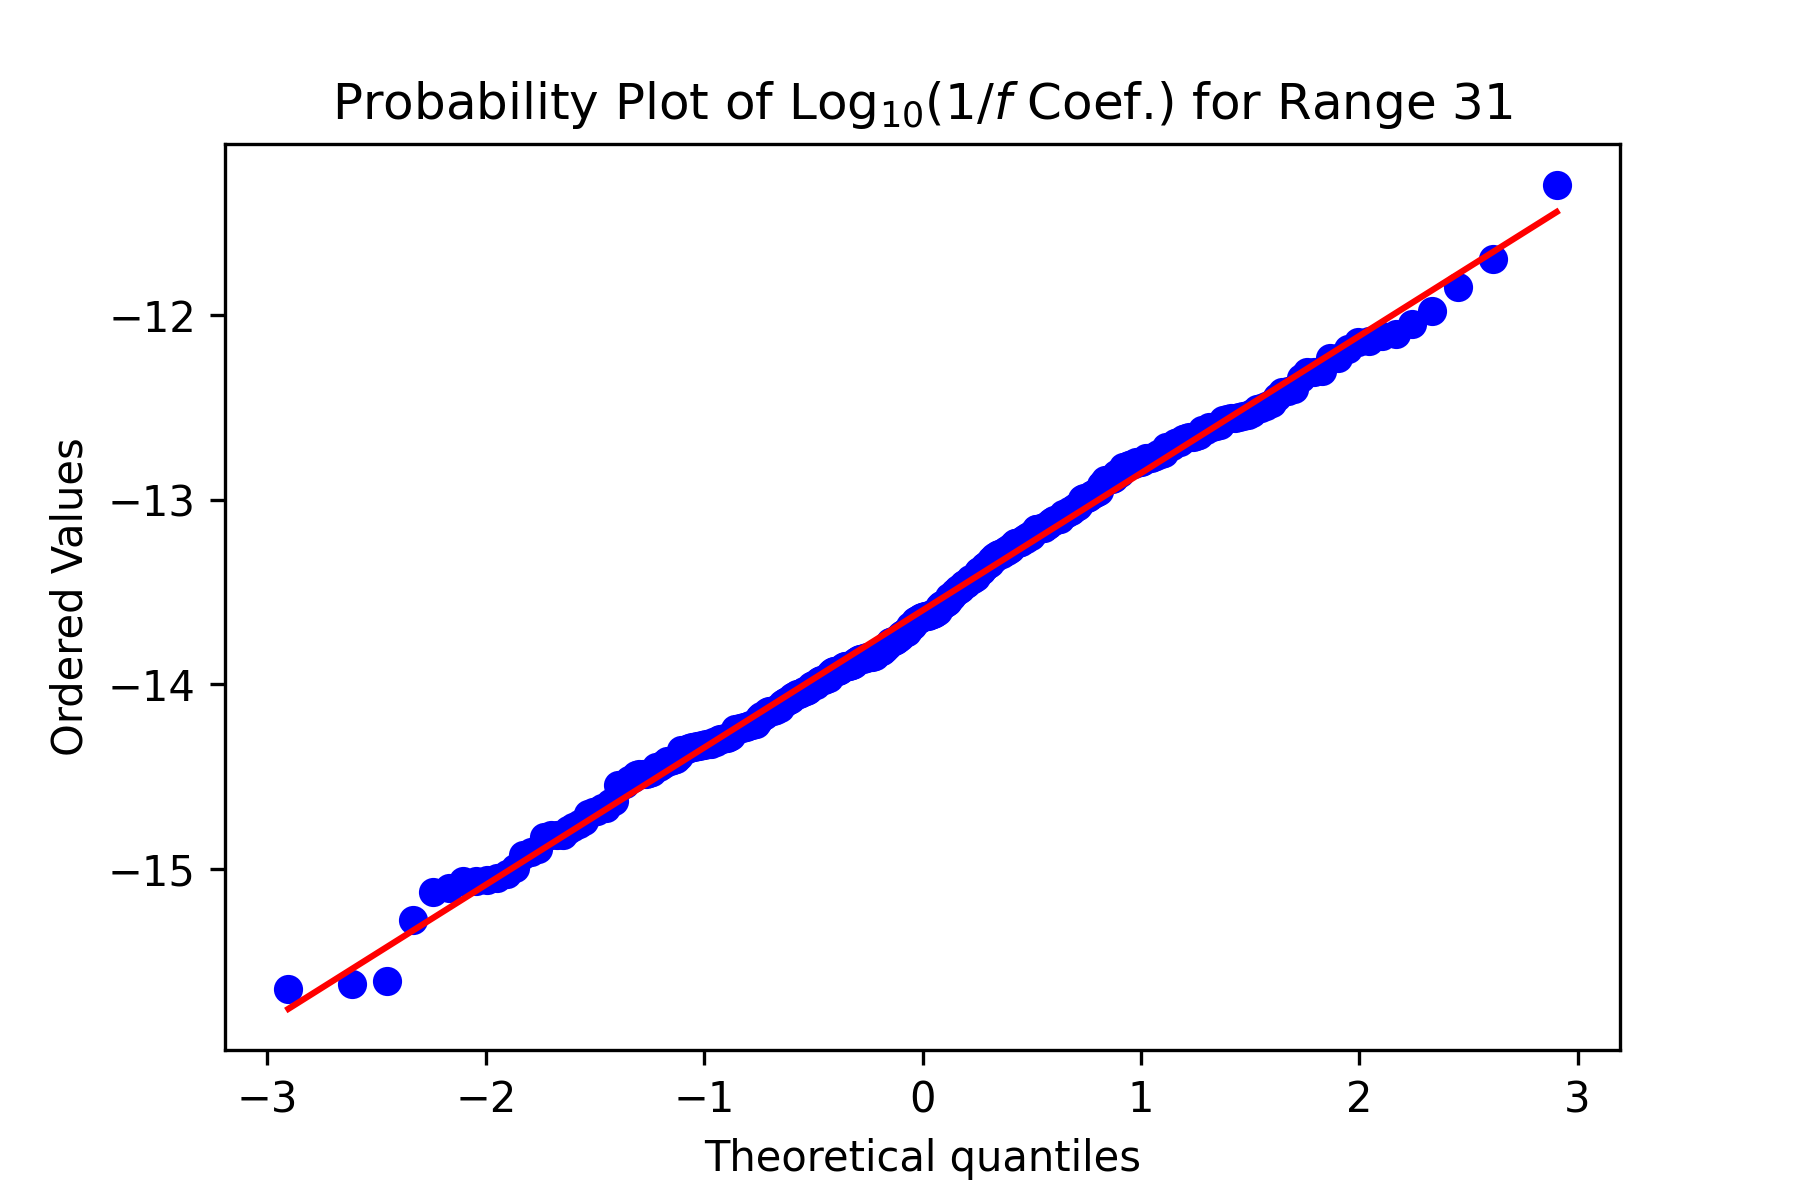 Probability Plot of Log₁₀(1/f Coef.) for Range 31
Ordered Values
−12
−13
−14
−15
−3 −2 −1 0 1 2 3
Theoretical quantiles